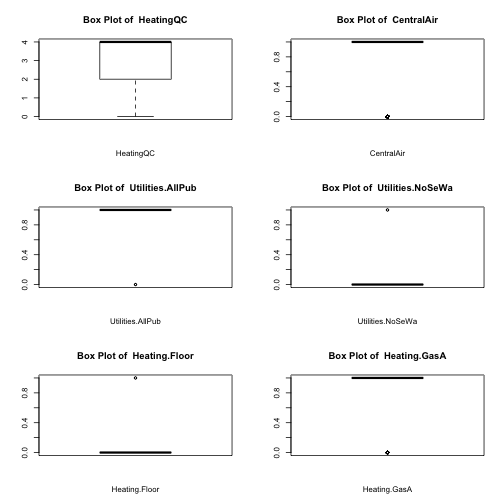 Box Plot of  HeatingQC
4
3
2
1
0
HeatingQC
Box Plot of  CentralAir
0.8
0.4
0.0
CentralAir
Box Plot of  Utilities.AllPub
0.8
0.4
0.0
Utilities.AllPub
Box Plot of  Utilities.NoSeWa
0.8
0.4
0.0
Utilities.NoSeWa
Box Plot of  Heating.Floor
0.8
0.4
0.0
Heating.Floor
Box Plot of  Heating.GasA
0.8
0.4
0.0
Heating.GasA